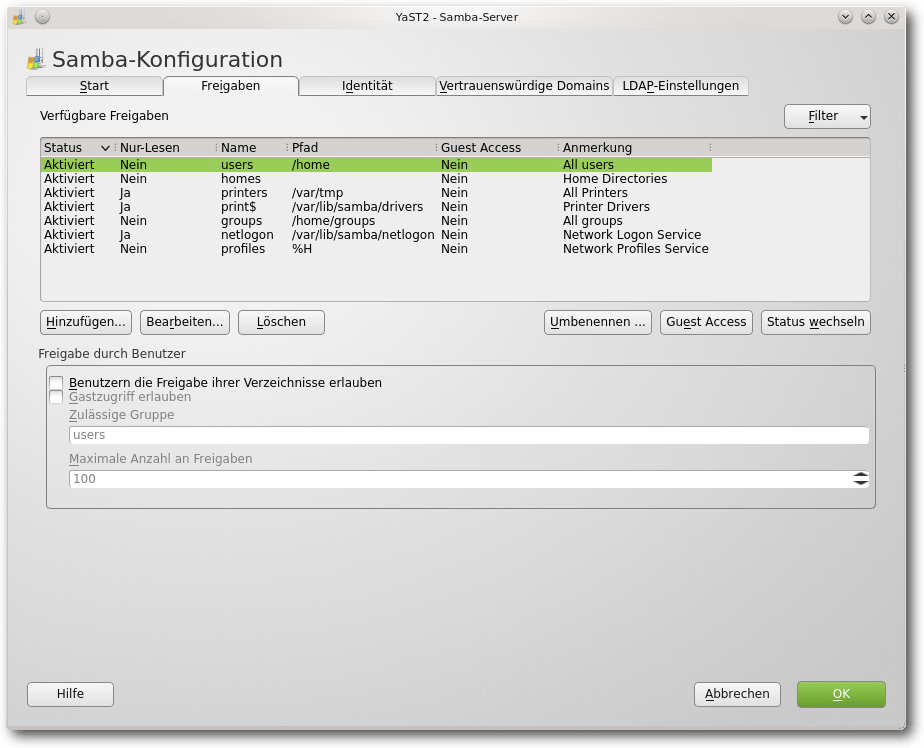 YaST2 - Samba-Server
Samba-Konfiguration
Start Freigaben Identität Vertrauenswürdige Domains LDAP-Einstellungen
Verfügbare Freigaben Filter
Status Nur-Lesen Name Pfad Guest Access Anmerkung
Aktiviert Nein users /home Nein All users
Aktiviert Nein homes Nein Home Directories
Aktiviert Ja printers /var/tmp Nein All Printers
Aktiviert Ja print$ /var/lib/samba/drivers Nein Printer Drivers
Aktiviert Nein groups /home/groups Nein All groups
Aktiviert Ja netlogon /var/lib/samba/netlogon Nein Network Logon Service
Aktiviert Nein profiles %H Nein Network Profiles Service
Hinzufügen... Bearbeiten... Löschen Umbenennen ... Guest Access Status wechseln
Freigabe durch Benutzer
Benutzern die Freigabe ihrer Verzeichnisse erlauben
Gastzugriff erlauben
Zulässige Gruppe
users
Maximale Anzahl an Freigaben
100
Hilfe Abbrechen OK